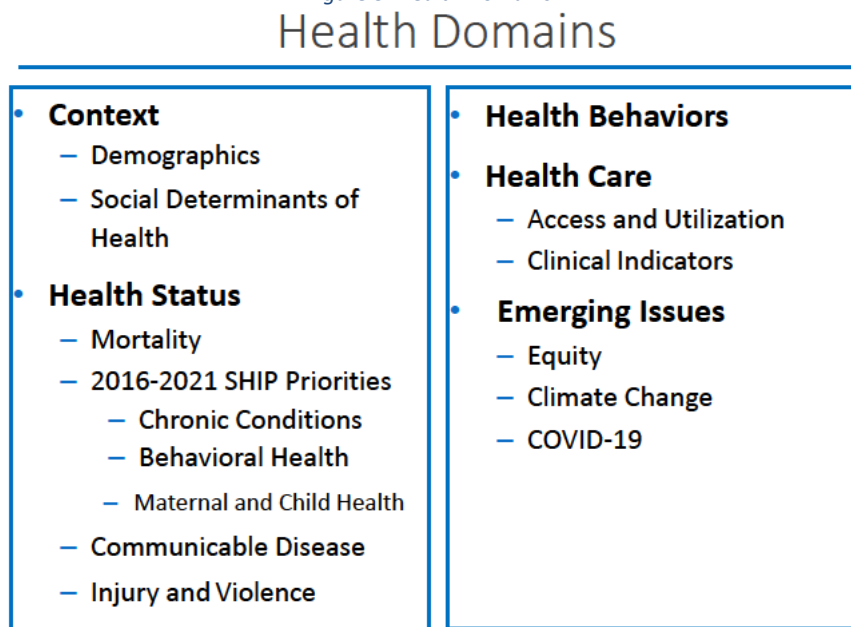 Health Domains
• Context
– Demographics
– Social Determinants of
Health
• Health Status
– Mortality
– 2016-2021 SHIP Priorities
– Chronic Conditions
– Behavioral Health
– Maternal and Child Health
– Communicable Disease
– Injury and Violence
• Health Behaviors
• Health Care
– Access and Utilization
– Clinical Indicators
• Emerging Issues
– Equity
– Climate Change
– COVID-19